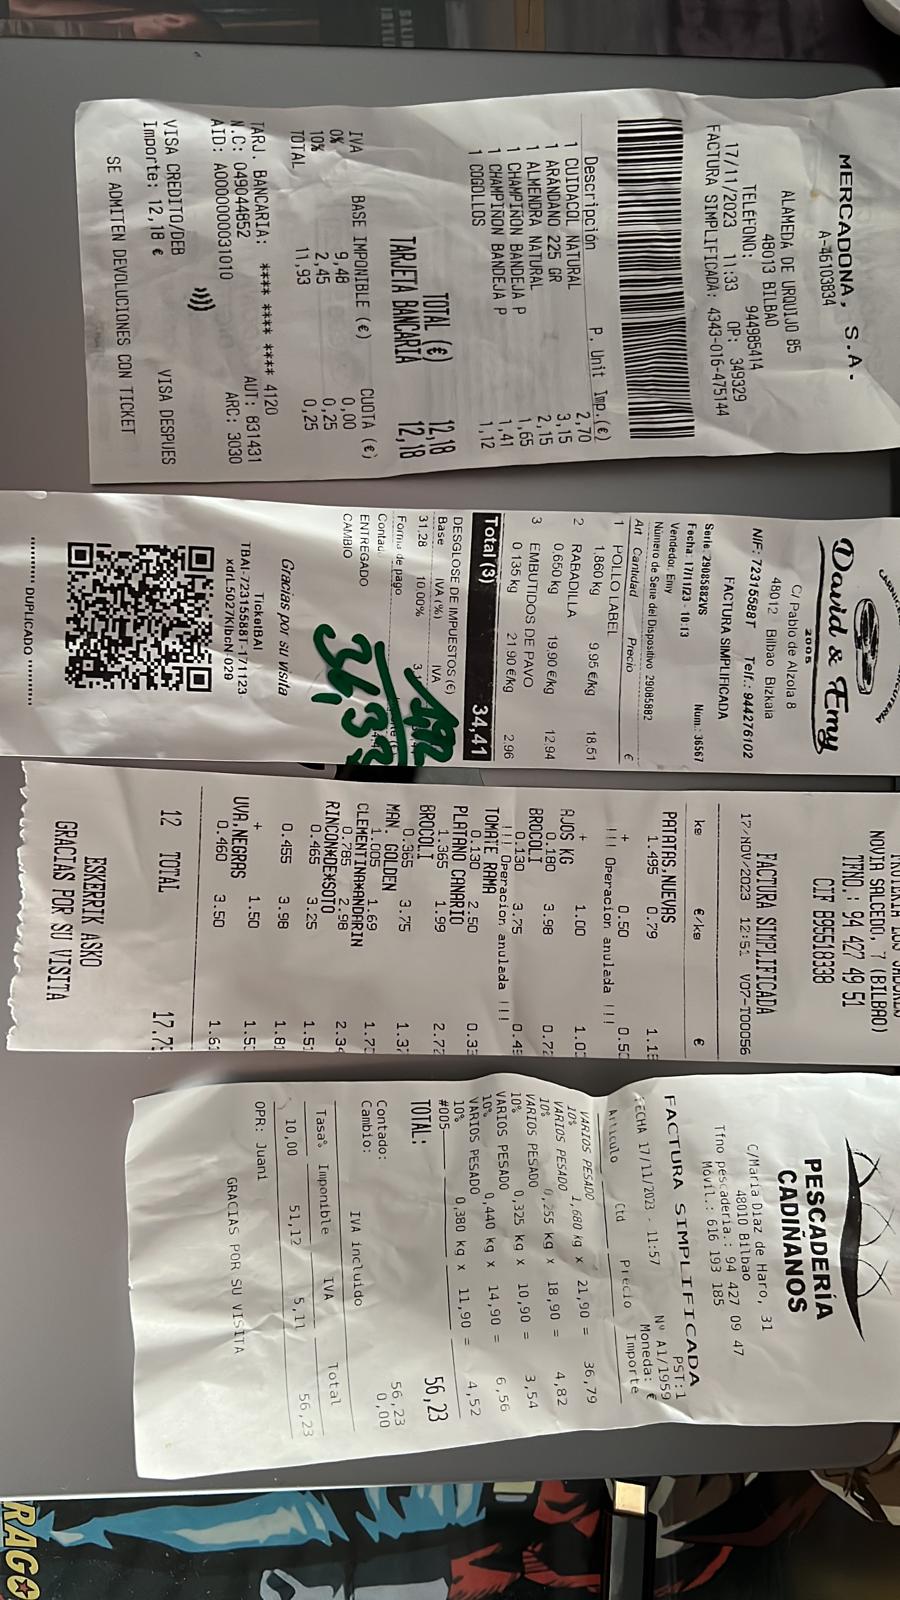 MERCADONA, S.A.
A-46103834
ALAMEDA DE URQUIJO 85
48013 BILBAO
TELÉFONO: 944985414
17/11/2023 11:33 OP: 349329
FACTURA SIMPLIFICADA: 4343-016-475144
Descripción P. Unit Imp.(€)
1 CUIDACOL NATURAL 2,70
1 ARANDANO 225 GR 3,15
1 ALMENDRA NATURAL 2,15
1 CHAMPIÑON BANDEJA P 1,65
1 CHAMPIÑON BANDEJA P 1,41
1 COGOLLOS 1,12
TOTAL (€) 12,18
TARJETA BANCARIA 12,18
IVA BASE IMPONIBLE (€) CUOTA (€)
0% 9,48 0,00
10% 2,45 0,25
TOTAL 11,93 0,25
TARJ. BANCARIA: **** **** **** 4120
N.C: 049044852 AUT: 831431
AID: A0000000031010 ARC: 3030
VISA CREDITO/DEB VISA DESPUES
Importe: 12,18 €
SE ADMITEN DEVOLUCIONES CON TICKET
David & Emy
2005
C/ Pablo de Alzola 8
48012 Bilbao Bizkaia
NIF: 72315588T Telf.: 944276102
FACTURA SIMPLIFICADA
Serie: 29085882VS Num.: 36567
Fecha: 17/11/23 - 10:13
Vendedor. Emy
Número de Serie del Dispositivo 29085882
Art Cantidad Precio €
1 POLLO LABEL
1.860 kg 9.95 €/kg 18.51
2 RABADILLA
0.650 kg 19.90 €/kg 12.94
3 EMBUTIDOS DE PAVO
0.135 kg 21.90 €/kg 2.96
Total (3) 34,41
DESGLOSE DE IMPUESTOS (€)
Base IVA (%) IVA
31.28 10.00%
Forma de pago
Contad
ENTREGADO
CAMBIO
Gracias por su visita
TicketBAI
TBAI-72315588T-171123-
xd/L5027KlbcN-029
DUPLICADO
NOVIA SALCEDO, 7 (BILBAO)
TFNO.: 94 427 49 51
CIF B95518338
FACTURA SIMPLIFICADA
17/NOV/2023 12:51 V07-T00056
kg €/kg €
PATATAS,NUEVAS
1.495 0.79 1.18
+ 0.50 0.50
!!! Operacion anulada !!!
+ 1.00 1.0
AJOS KG
0.180 3.98 0.72
BROCOLI
0.130 3.75 0.49
!!! Operacion anulada !!!
TOMATE RAMA
0.130 2.50 0.33
PLATANO CANARIO
1.365 1.99 2.72
BROCOLI
0.365 3.75 1.37
MAN. GOLDEN
1.005 1.69 1.70
CLEMENTINA*MANDARIN
0.785 2.98 2.34
RINCON*DE*SOTO
0.465 3.25 1.51
0.455 3.98 1.81
+ 1.50 1.5
UVA,NEGRAS
0.460 3.50 1.61
12 TOTAL 17.7
ESKERRIK ASKO
GRACIAS POR SU VISITA
PESCADERÍA
CADIÑANOS
C/Maria Diaz de Haro, 31
48010 Bilbao
Tfno pescaderia.: 94 427 09 47
Móvil.: 616 193 185
FACTURA SIMPLIFICADA
PST:1
Nº A1/1959
FECHA 17/11/2023 - 11:57 Moneda: €
Artículo Ctd Precio Importe
VARIOS PESADO 1,680 kg x 21,90 = 36,79
10%
VARIOS PESADO 0,255 kg x 18,90 = 4,82
10%
VARIOS PESADO 0,325 kg x 10,90 = 3,54
10%
VARIOS PESADO 0,440 kg x 14,90 = 6,56
10%
VARIOS PESADO 0,380 kg x 11,90 = 4,52
10%
#005
TOTAL: 56,23
Contado: 56,23
Cambio: 0,00
IVA incluido
Tasa% Imponible IVA Total
10,00 51,12 5,11 56,23
OPR: Juani
GRACIAS POR SU VISITA
RAGO